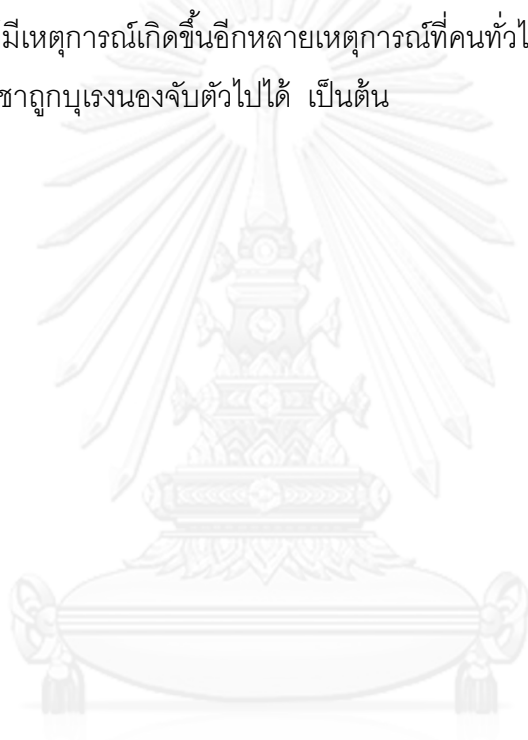 มีเหตุการณ์เกิดขึ้นอีกหลายเหตุการณ์ที่คนทั่วไ
ชาถูกบุเรงนองจับตัวไปได้ เป็นต้น